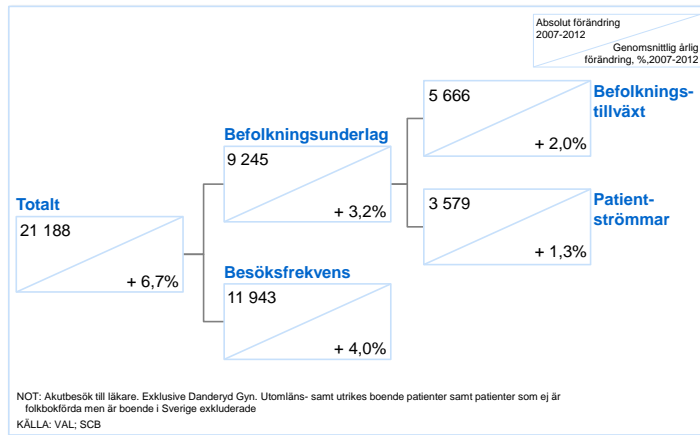 Absolut förändring
2007-2012
Genomsnittlig årlig
förändring, %,2007-2012
Befolknings-
tillväxt
5 666
+ 2,0%
Befolkningsunderlag
9 245
+ 3,2%
Patient-
strömmar
3 579
+ 1,3%
Totalt
21 188
+ 6,7%
Besöksfrekvens
11 943
+ 4,0%
NOT: Akutbesök till läkare. Exklusive Danderyd Gyn. Utomläns- samt utrikes boende patienter samt patienter som ej är
folkbokförda men är boende i Sverige exkluderade
KÄLLA: VAL; SCB